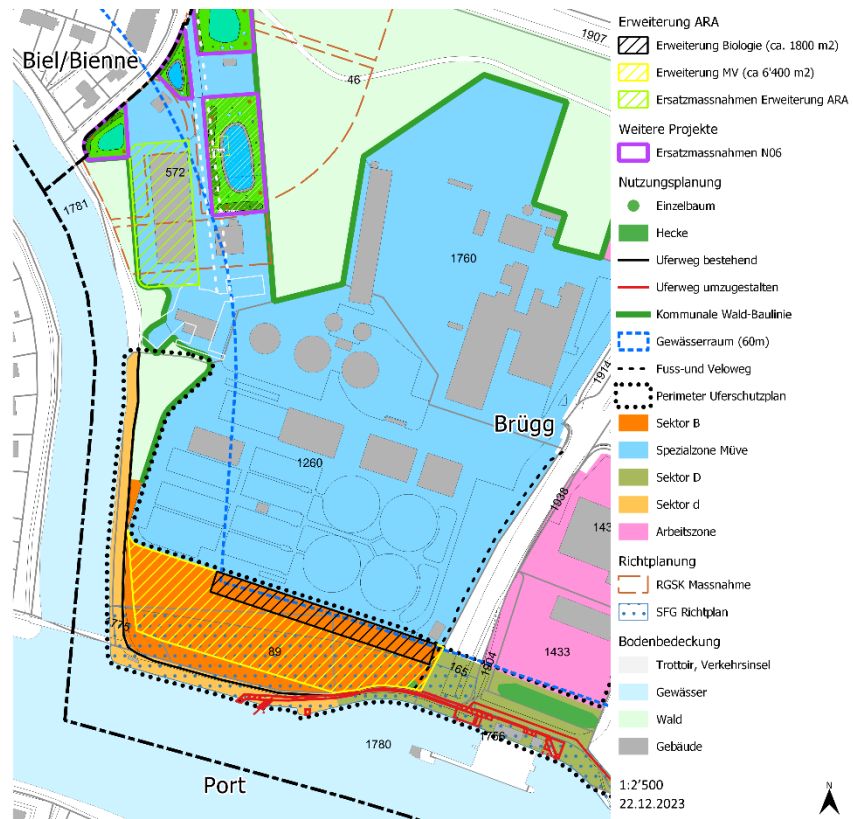 Biel/Bienne
1907
46
572
1781
1760
1914
Brügg
1260
1938
143
776
89
165
1904
1433
1756
1780
Port
Erweiterung ARA
Erweiterung Biologie (ca. 1800 m2)
Erweiterung MV (ca 6'400 m2)
Ersatzmassnahmen Erweiterung ARA
Weitere Projekte
Ersatzmassnahmen N06
Nutzungsplanung
Einzelbaum
Hecke
Uferweg bestehend
Uferweg umzugestalten
Kommunale Wald-Baulinie
Gewässerraum (60m)
Fuss-und Veloweg
Perimeter Uferschutzplan
Sektor B
Spezialzone Müve
Sektor D
Sektor d
Arbeitszone
Richtplanung
RGSK Massnahme
SFG Richtplan
Bodenbedeckung
Trottoir, Verkehrsinsel
Gewässer
Wald
Gebäude
1:2'500
22.12.2023
N